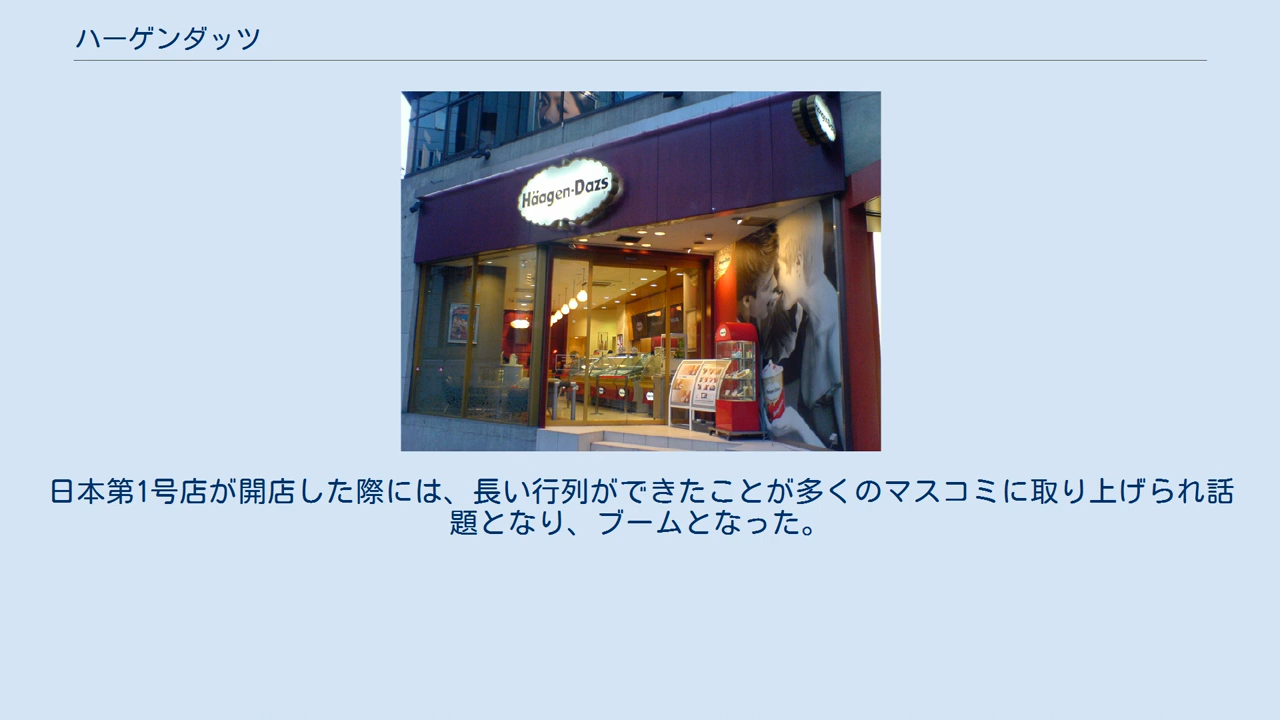 ハーゲンダッツ
Häagen-Dazs
日本第1号店が開店した際には、長い行列ができたことが多くのマスコミに取り上げられ話
題となり、ブームとなった。